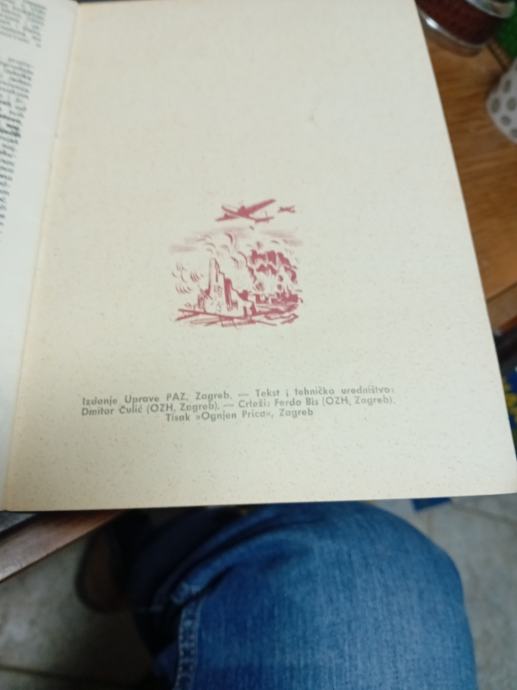 Izdanje Uprave PAZ, Zagreb. — Tekst i tehničko uredništvo:
Dmitar Čulić (OZH, Zagreb). — Crteži: Ferdo Bis (OZH, Zagreb).
Tisak »Ognjen Prica«, Zagreb